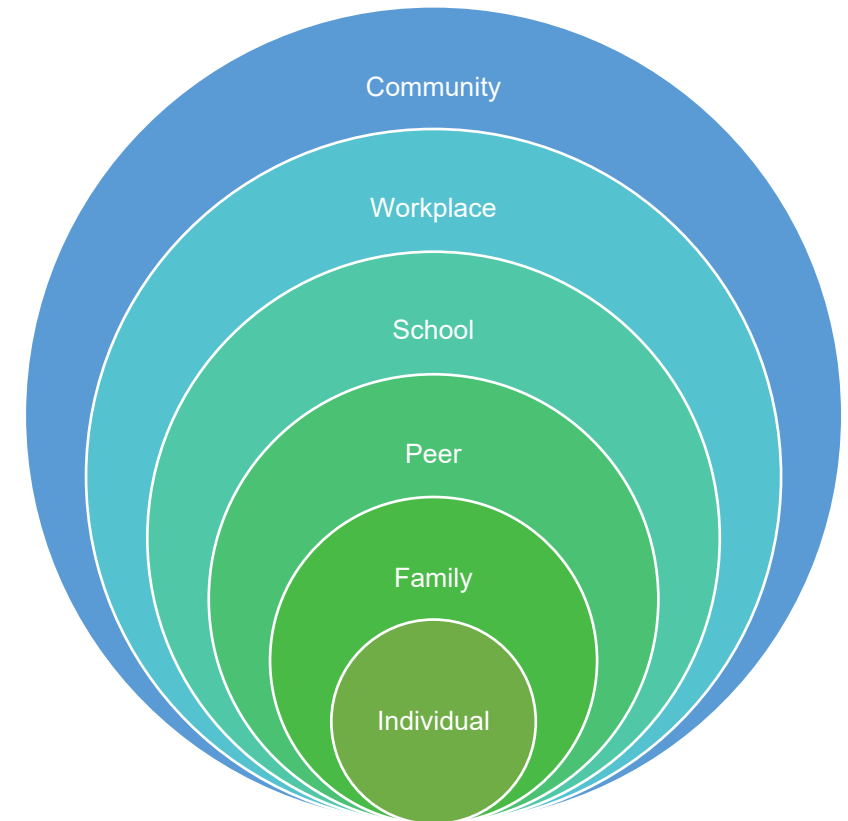 Community
Workplace
School
Peer
Family
Individual